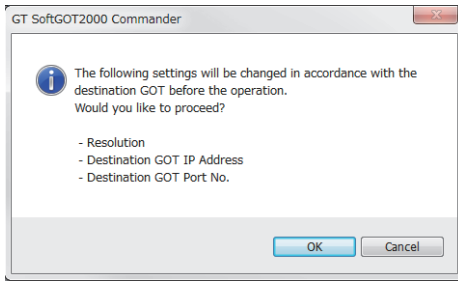 GT SoftGOT2000 Commander
The following settings will be changed in accordance with the
destination GOT before the operation.
Would you like to proceed?
- Resolution
- Destination GOT IP Address
- Destination GOT Port No.
OK
Cancel